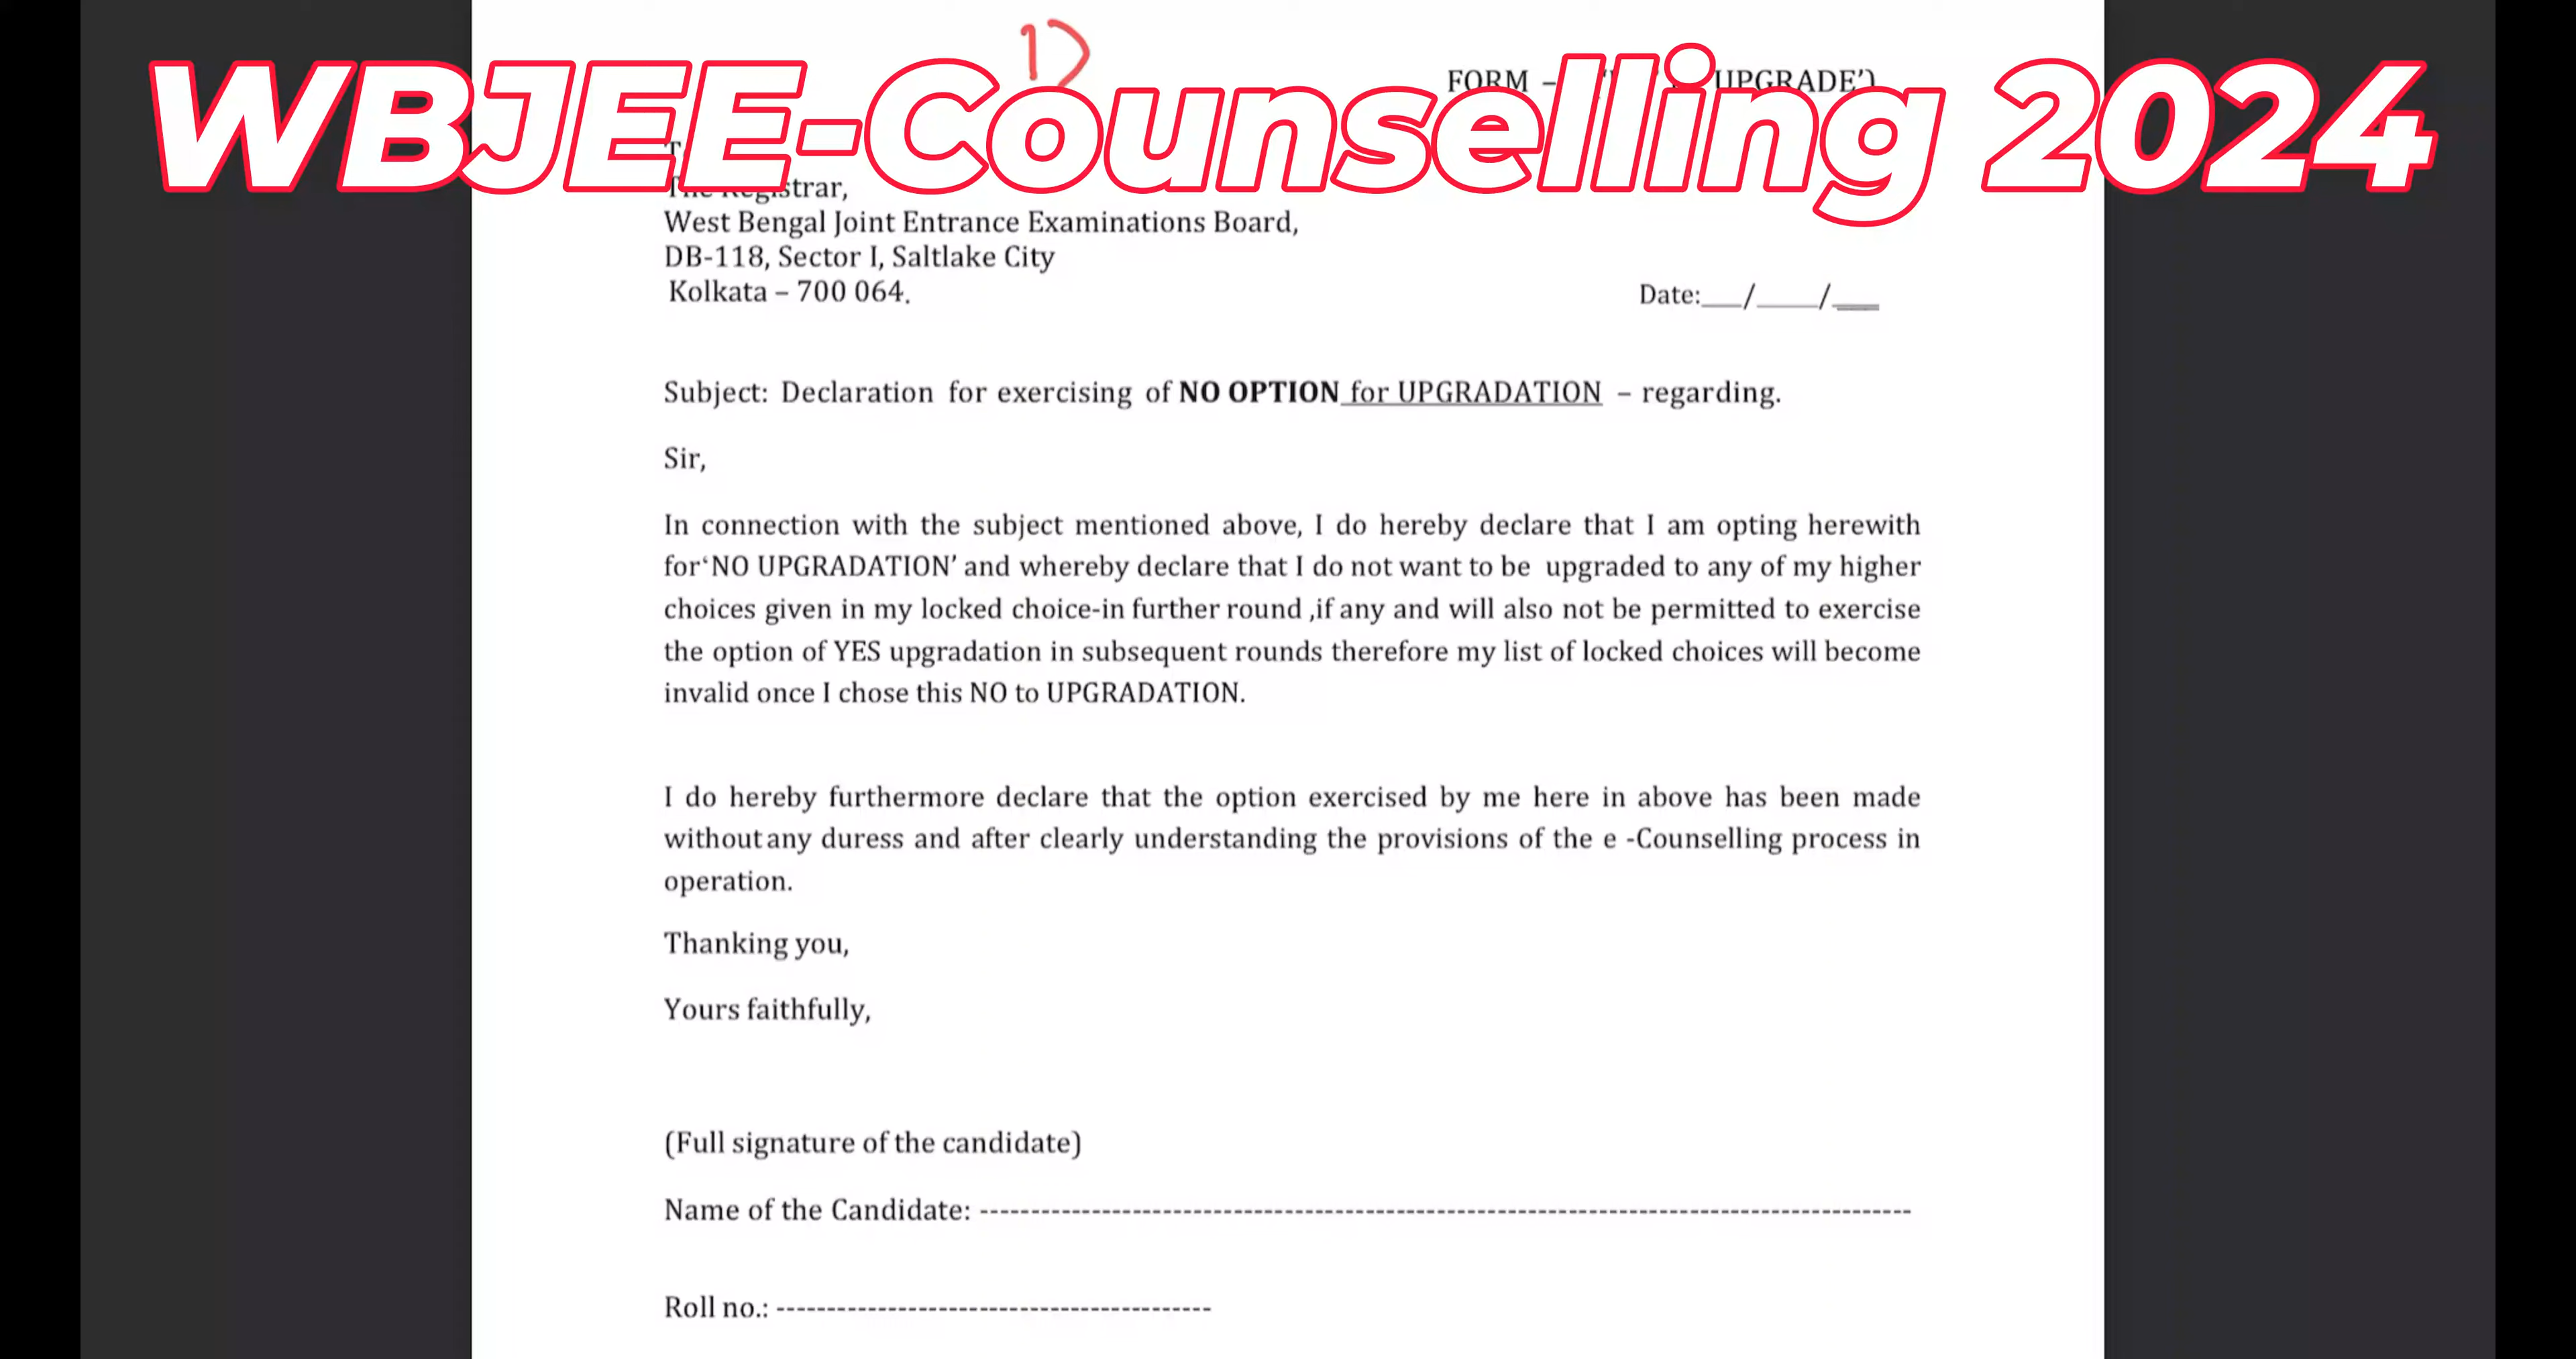 WBJEE-Counselling 2024
FORM – UPGRADE')
The Registrar,
West Bengal Joint Entrance Examinations Board,
DB-118, Sector I, Saltlake City
Kolkata – 700 064.
Date:___/____/___
Subject: Declaration for exercising of NO OPTION for UPGRADATION – regarding.
Sir,
In connection with the subject mentioned above, I do hereby declare that I am opting herewith
for‘NO UPGRADATION’ and whereby declare that I do not want to be upgraded to any of my higher
choices given in my locked choice-in further round ,if any and will also not be permitted to exercise
the option of YES upgradation in subsequent rounds therefore my list of locked choices will become
invalid once I chose this NO to UPGRADATION.
I do hereby furthermore declare that the option exercised by me here in above has been made
without any duress and after clearly understanding the provisions of the e -Counselling process in
operation.
Thanking you,
Yours faithfully,
(Full signature of the candidate)
Name of the Candidate: --------------------------------------------------------------------------------------------
Roll no.: -------------------------------------------